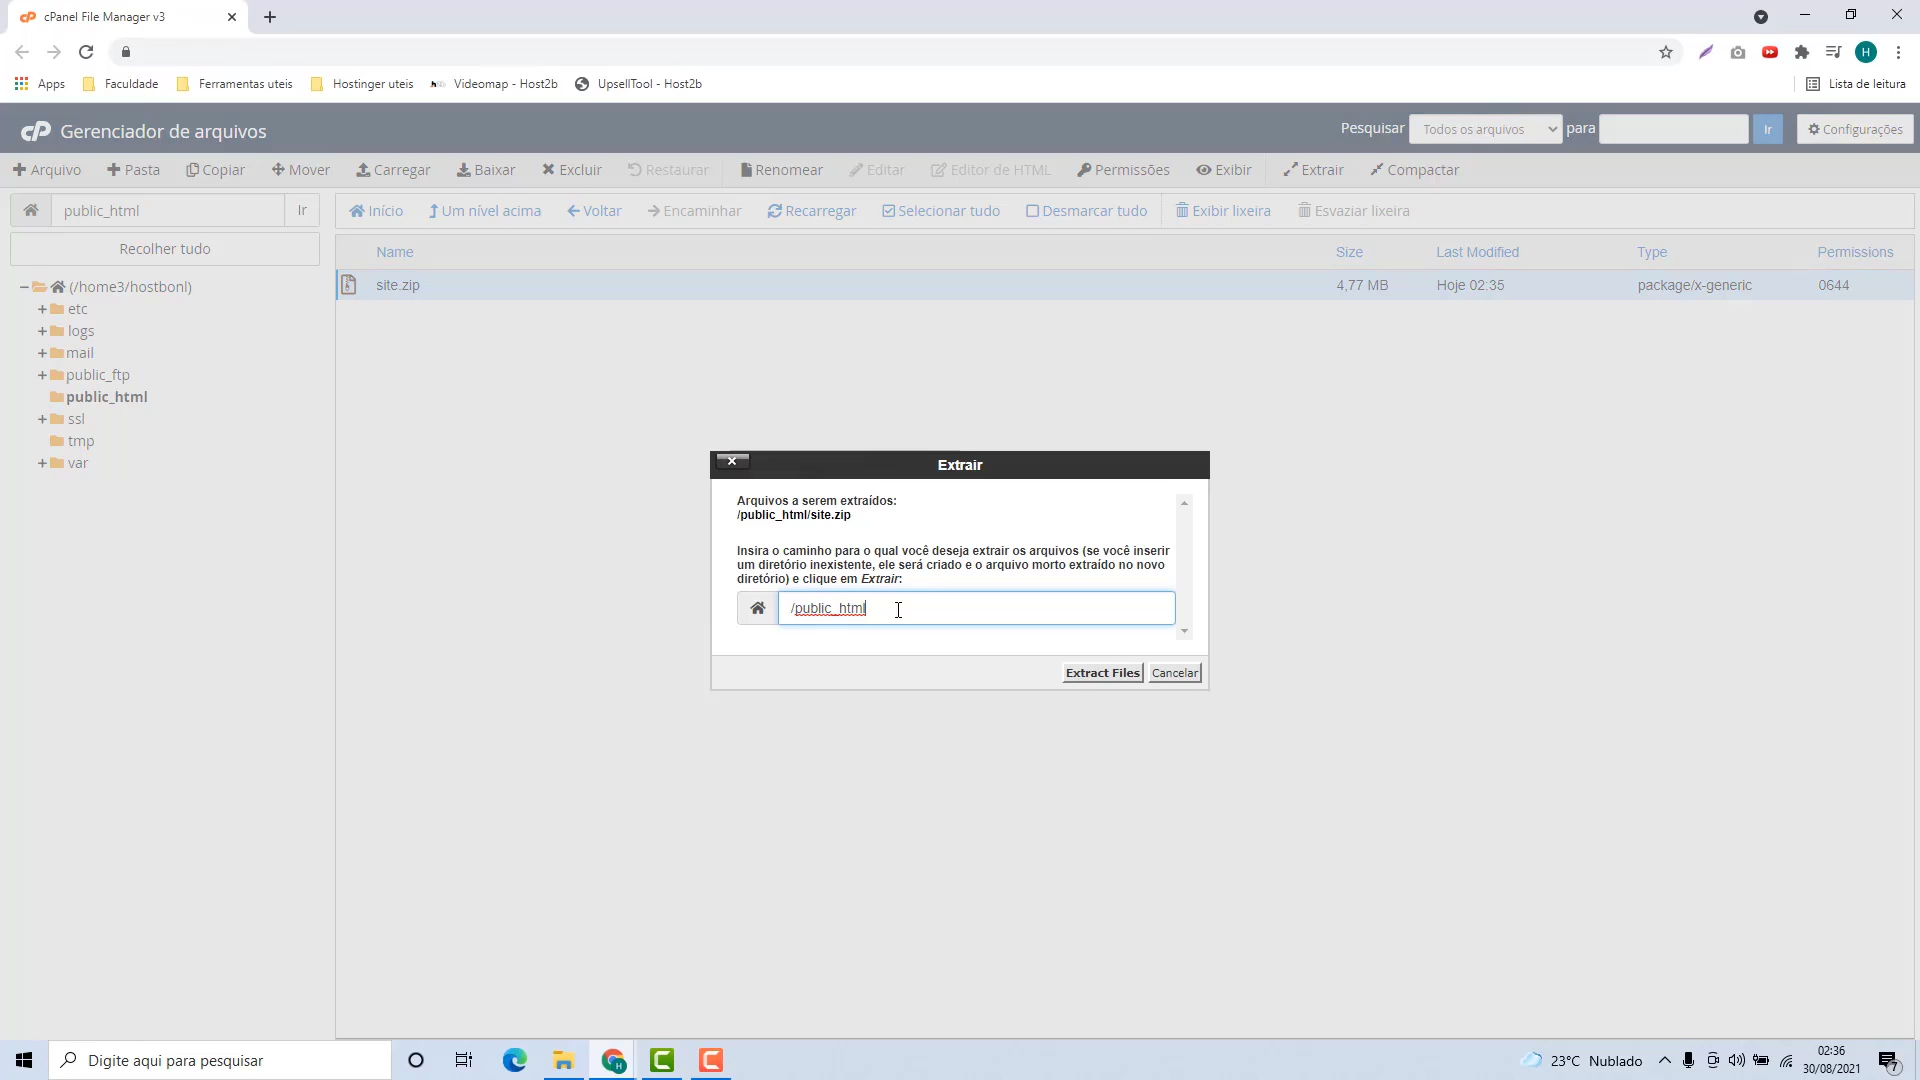 cPanel File Manager v3
H
Apps Faculdade Ferramentas uteis Hostinger uteis Videomap - Host2b UpsellTool - Host2b Lista de leitura
cP Gerenciador de arquivos Pesquisar Todos os arquivos para Ir Configurações
Arquivo Pasta Copiar Mover Carregar Baixar Excluir Restaurar Renomear Editar Editor de HTML Permissões Exibir Extrair Compactar
public_html Ir Início Um nível acima Voltar Encaminhar Recarregar Selecionar tudo Desmarcar tudo Exibir lixeira Esvaziar lixeira
Recolher tudo
Name Size Last Modified Type Permissions
site.zip 4,77 MB Hoje 02:35 package/x-generic 0644
(/home3/hostbonl)
etc
logs
mail
public_ftp
public_html
ssl
tmp
var
Extrair
Arquivos a serem extraídos:
/public_html/site.zip
Insira o caminho para o qual você deseja extrair os arquivos (se você inserir
um diretório inexistente, ele será criado e o arquivo morto extraído no novo
diretório) e clique em Extrair:
/public_html
Extract Files Cancelar
Digite aqui para pesquisar
23°C Nublado
02:36
30/08/2021
7